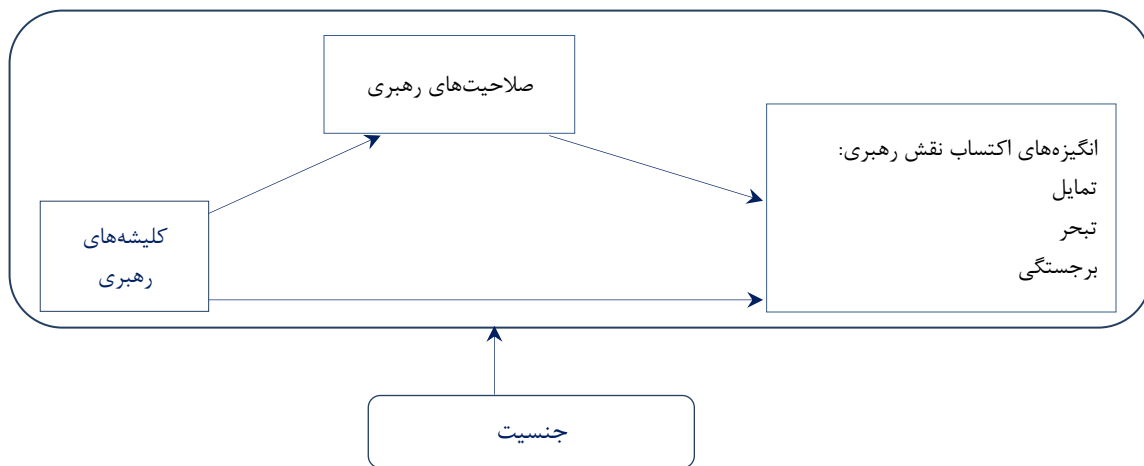 صلاحیت‌های رهبری
انگیزه‌های اکتساب نقش رهبری:
تمایل
تبحر
برجستگی
کلیشه‌های
رهبری
جنسیت